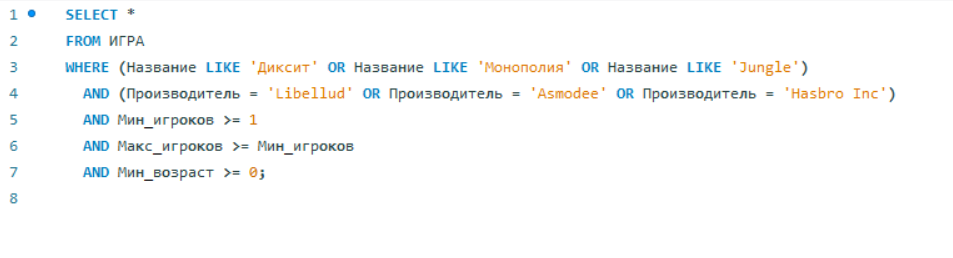 1 SELECT *
2 FROM ИГРА
3 WHERE (Название LIKE 'Диксит' OR Название LIKE 'Монополия' OR Название LIKE 'Jungle')
4 AND (Производитель = 'Libellud' OR Производитель = 'Asmodee' OR Производитель = 'Hasbro Inc')
5 AND Мин_игроков >= 1
6 AND Макс_игроков >= Мин_игроков
7 AND Мин_возраст >= 0;
8